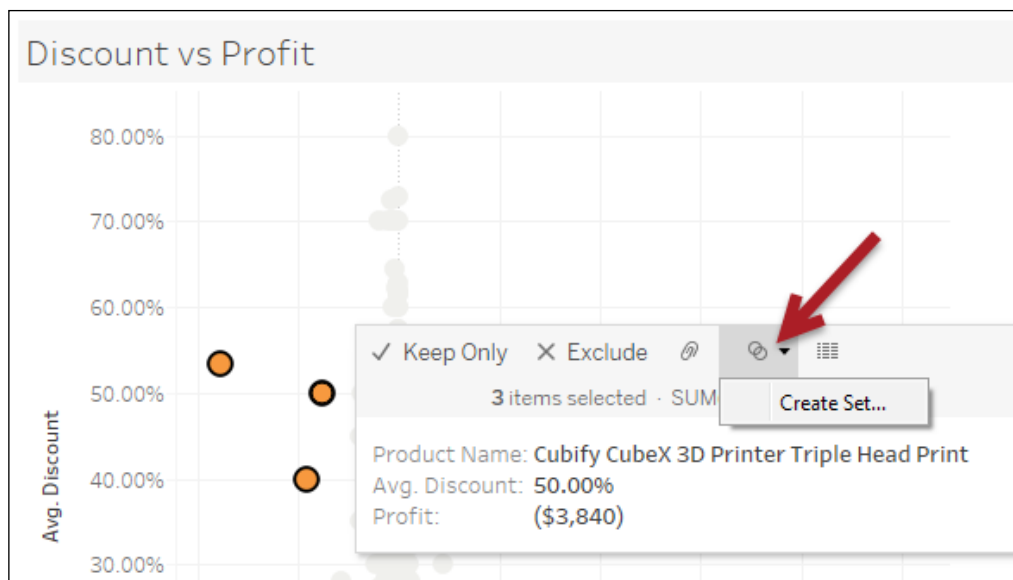 Discount vs Profit
80.00%
70.00%
60.00%
Keep Only Exclude
50.00%
3 items selected · SUM
Create Set...
Product Name: Cubify CubeX 3D Printer Triple Head Print
Avg. Discount: 50.00%
Profit: ($3,840)
40.00%
30.00%
Avg. Discount